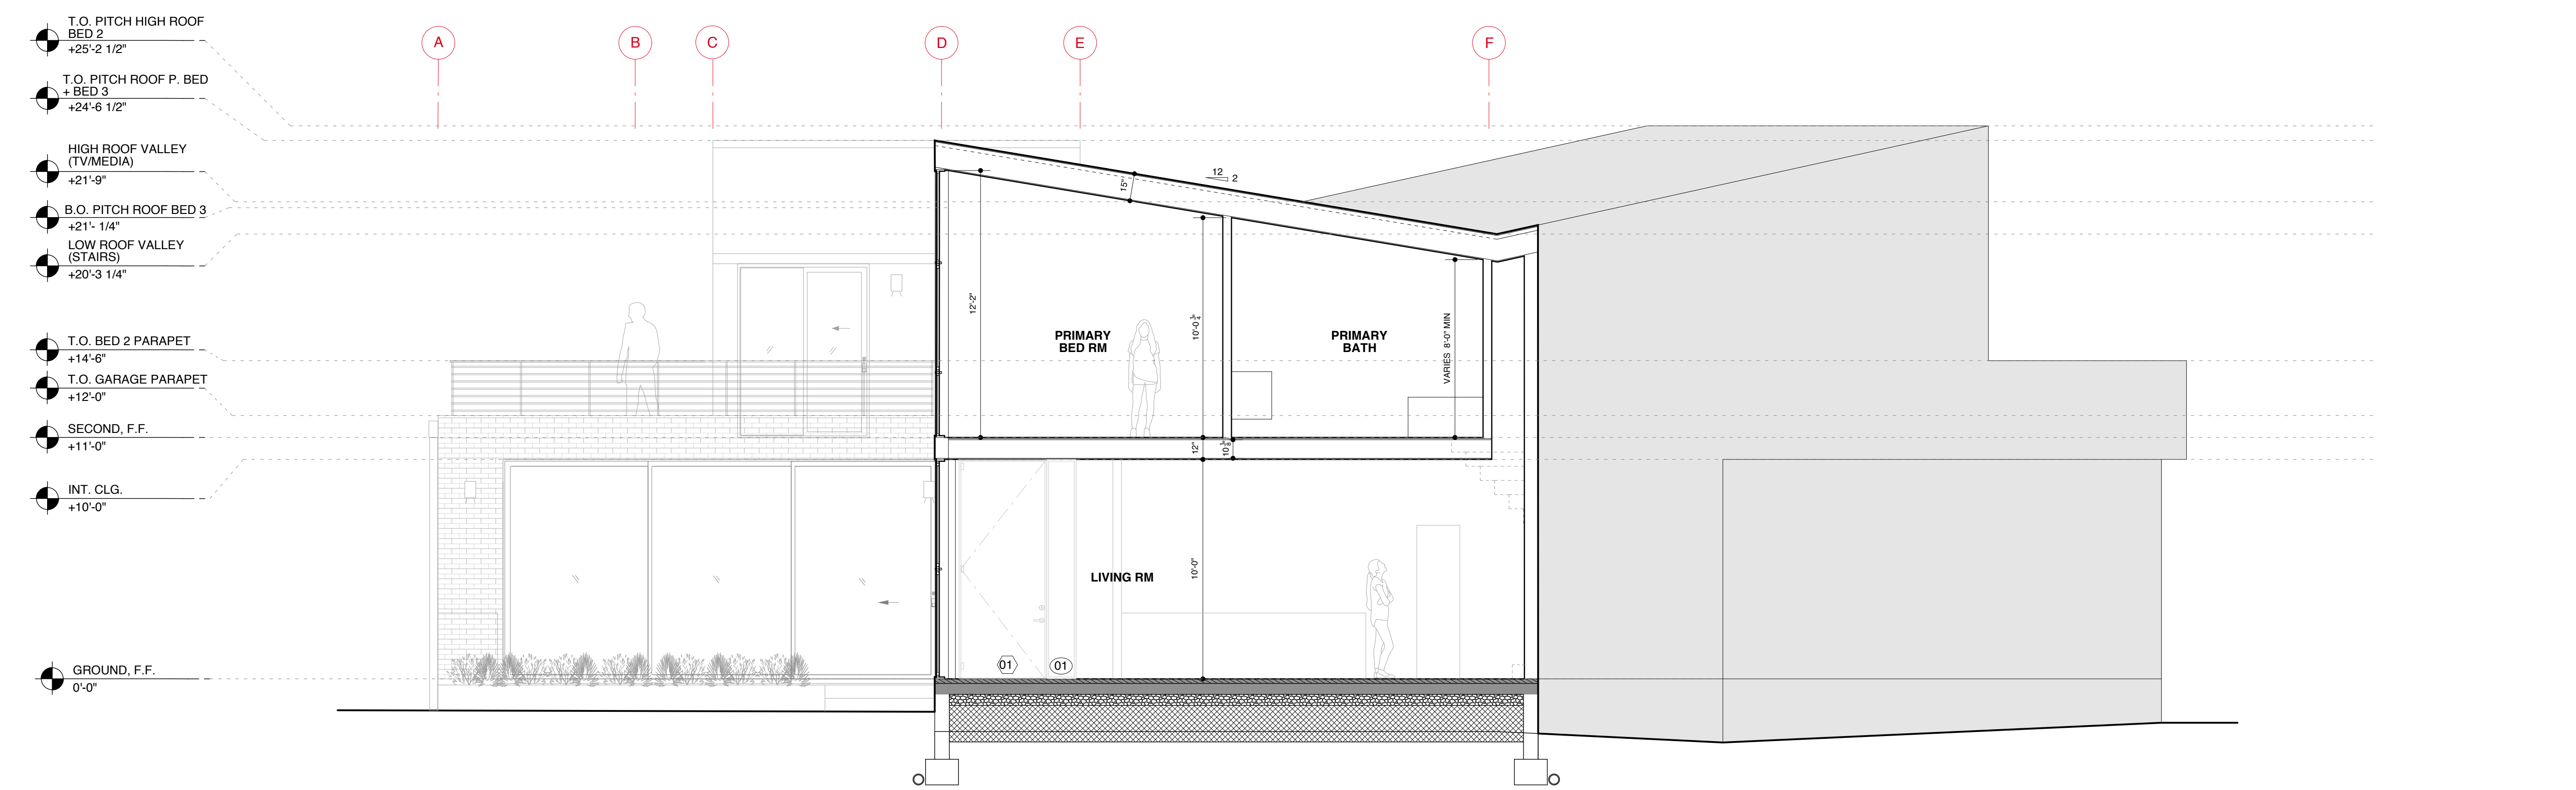 T.O. PITCH HIGH ROOF
BED 2
+25'-2 1/2"
T.O. PITCH ROOF P. BED
+ BED 3
+24'-6 1/2"
HIGH ROOF VALLEY
(TV/MEDIA)
+21'-9"
B.O. PITCH ROOF BED 3
+21'- 1/4"
LOW ROOF VALLEY
(STAIRS)
+20'-3 1/4"
T.O. BED 2 PARAPET
+14'-6"
T.O. GARAGE PARAPET
+12'-0"
SECOND, F.F.
+11'-0"
INT. CLG.
+10'-0"
GROUND, F.F.
0'-0"
A
B
C
D
E
F
15"
12
2
12'-2"
PRIMARY
BED RM
10'-0 3/4
PRIMARY
BATH
VARIES 8'-0" MIN
12"
LIVING RM
10'-0"
01
01